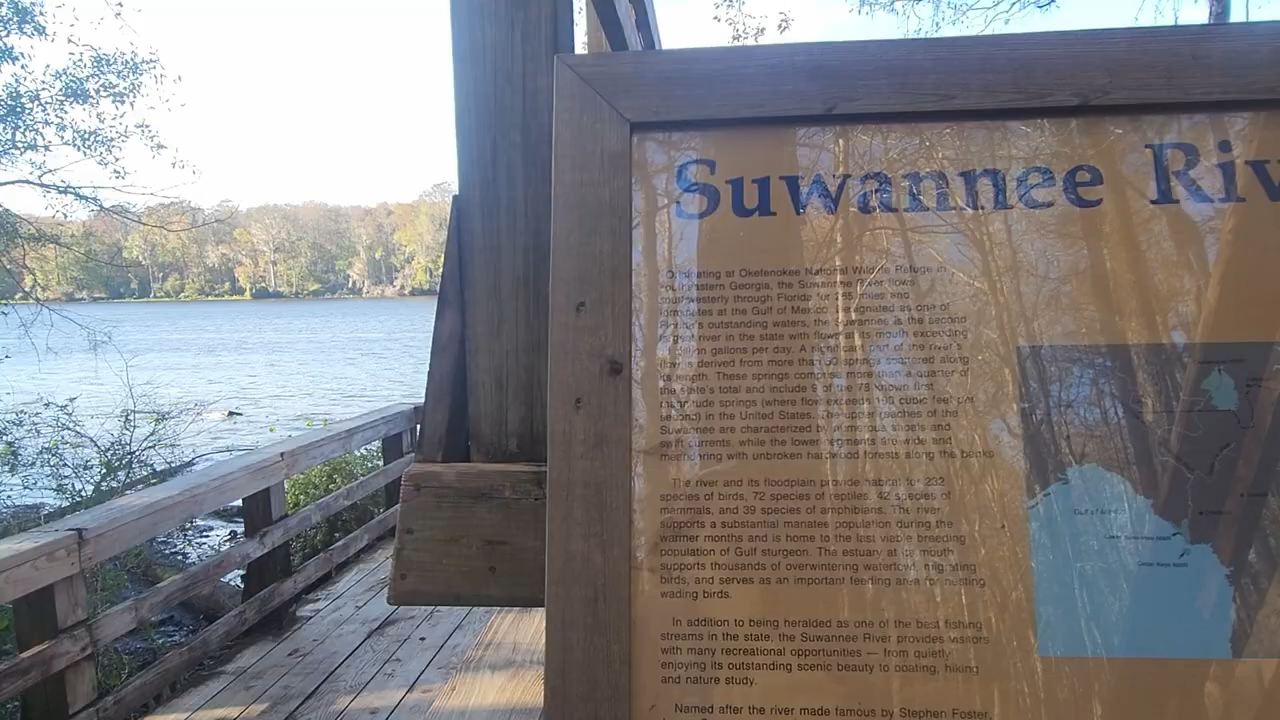 Suwannee Riv
Originating at Okefenokee National Wildlife Refuge in
southeastern Georgia, the Suwannee River flows
southwesterly through Florida for 265 miles and
terminates at the Gulf of Mexico. Designated as one of
Florida's outstanding waters, the Suwannee is the second
largest river in the state with flows at its mouth exceeding
gallons per day. A significant part of the river's
flow is derived from more than 50 springs scattered along
its length. These springs comprise more than a quarter of
the state's total and include 9 of the 78 known first
magnitude springs (where flow exceeds 100 cubic feet per
second) in the United States. The upper reaches of the
Suwannee are characterized by numerous shoals and
swift currents, while the lower segments are wide and
meandering with unbroken hardwood forests along the banks
The river and its floodplain provide habitat for 232
species of birds, 72 species of reptiles, 42 species of
mammals, and 39 species of amphibians. The river
supports a substantial manatee population during the
warmer months and is home to the last viable breeding
population of Gulf sturgeon. The estuary at its mouth
supports thousands of overwintering waterfowl, migrating
birds, and serves as an important feeding area for nesting
wading birds.
In addition to being heralded as one of the best fishing
streams in the state, the Suwannee River provides visitors
with many recreational opportunities — from quietly
enjoying its outstanding scenic beauty to boating, hiking
and nature study.
Named after the river made famous by Stephen Foster,
Gulf of Mexico
Lower Suwannee NWR
Cedar Keys NWR